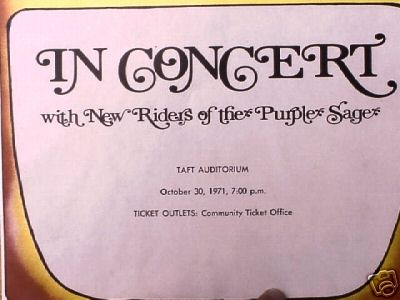 IN CONCERT
with New Riders of the Purple Sage
TAFT AUDITORIUM
October 30, 1971, 7:00 p.m.
TICKET OUTLETS: Community Ticket Office